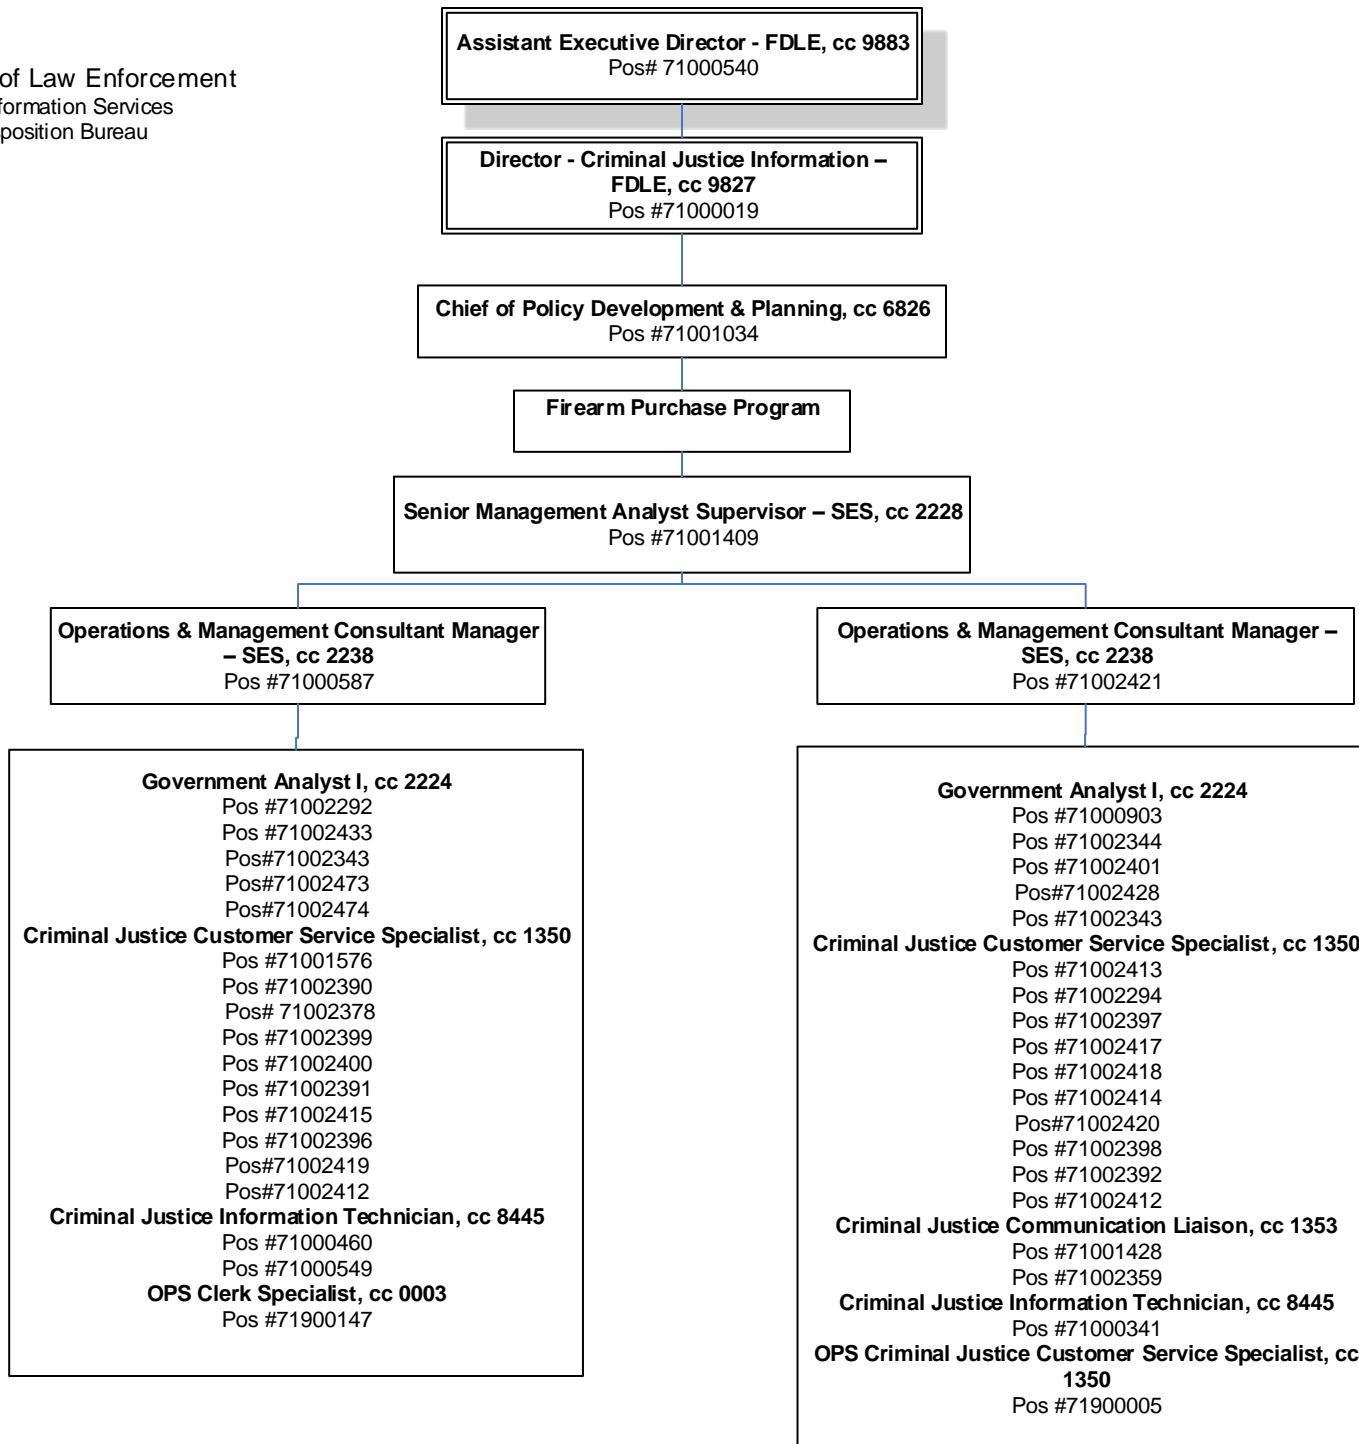 Assistant Executive Director - FDLE, cc 9883
Pos# 71000540
of Law Enforcement
formation Services
position Bureau
Director - Criminal Justice Information –
FDLE, cc 9827
Pos #71000019
Chief of Policy Development & Planning, cc 6826
Pos #71001034
Firearm Purchase Program
Senior Management Analyst Supervisor – SES, cc 2228
Pos #71001409
Operations & Management Consultant Manager
– SES, cc 2238
Pos #71000587
Operations & Management Consultant Manager –
SES, cc 2238
Pos #71002421
Government Analyst I, cc 2224
Pos #71002292
Pos #71002433
Pos#71002343
Pos#71002473
Pos#71002474
Criminal Justice Customer Service Specialist, cc 1350
Pos #71001576
Pos #71002390
Pos# 71002378
Pos #71002399
Pos #71002400
Pos #71002391
Pos #71002415
Pos #71002396
Pos#71002419
Pos#71002412
Criminal Justice Information Technician, cc 8445
Pos #71000460
Pos #71000549
OPS Clerk Specialist, cc 0003
Pos #71900147
Government Analyst I, cc 2224
Pos #71000903
Pos #71002344
Pos #71002401
Pos#71002428
Pos #71002343
Criminal Justice Customer Service Specialist, cc 1350
Pos #71002413
Pos #71002294
Pos #71002397
Pos #71002417
Pos #71002418
Pos #71002414
Pos#71002420
Pos #71002398
Pos #71002392
Pos #71002412
Criminal Justice Communication Liaison, cc 1353
Pos #71001428
Pos #71002359
Criminal Justice Information Technician, cc 8445
Pos #71000341
OPS Criminal Justice Customer Service Specialist, cc
1350
Pos #71900005